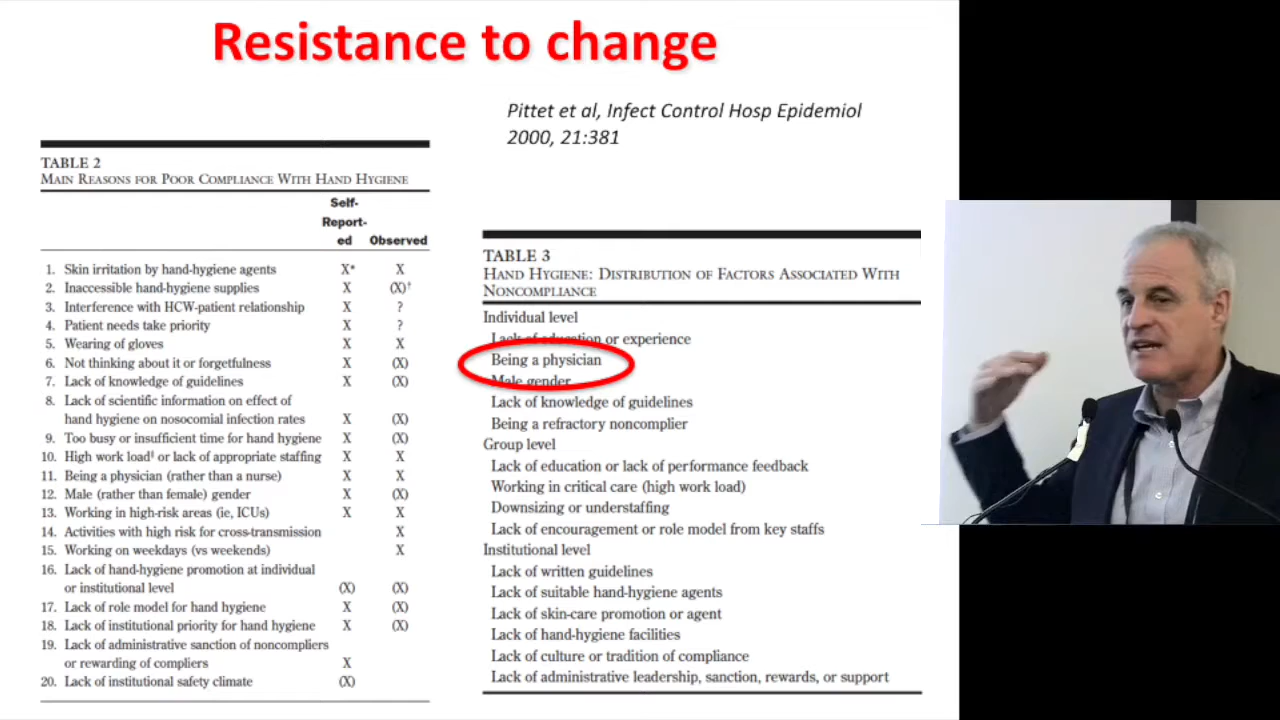 Resistance to change
Pittet et al, Infect Control Hosp Epidemiol
2000, 21:381
TABLE 2
MAIN REASONS FOR POOR COMPLIANCE WITH HAND HYGIENE
Self-
Report-
ed Observed
1. Skin irritation by hand-hygiene agents X* X
2. Inaccessible hand-hygiene supplies X (X)†
3. Interference with HCW-patient relationship X ?
4. Patient needs take priority X ?
5. Wearing of gloves X X
6. Not thinking about it or forgetfulness X (X)
7. Lack of knowledge of guidelines X (X)
8. Lack of scientific information on effect of
hand hygiene on nosocomial infection rates X (X)
9. Too busy or insufficient time for hand hygiene X (X)
10. High work load‡ or lack of appropriate staffing X X
11. Being a physician (rather than a nurse) X X
12. Male (rather than female) gender X (X)
13. Working in high-risk areas (ie, ICUs) X X
14. Activities with high risk for cross-transmission X
15. Working on weekdays (vs weekends) X
16. Lack of hand-hygiene promotion at individual
or institutional level (X) (X)
17. Lack of role model for hand hygiene X (X)
18. Lack of institutional priority for hand hygiene X (X)
19. Lack of administrative sanction of noncompliers
or rewarding of compliers X
20. Lack of institutional safety climate (X)
TABLE 3
HAND HYGIENE: DISTRIBUTION OF FACTORS ASSOCIATED WITH
NONCOMPLIANCE
Individual level
Lack of education or experience
Being a physician
Male gender
Lack of knowledge of guidelines
Being a refractory noncomplier
Group level
Lack of education or lack of performance feedback
Working in critical care (high work load)
Downsizing or understaffing
Lack of encouragement or role model from key staffs
Institutional level
Lack of written guidelines
Lack of suitable hand-hygiene agents
Lack of skin-care promotion or agent
Lack of hand-hygiene facilities
Lack of culture or tradition of compliance
Lack of administrative leadership, sanction, rewards, or support